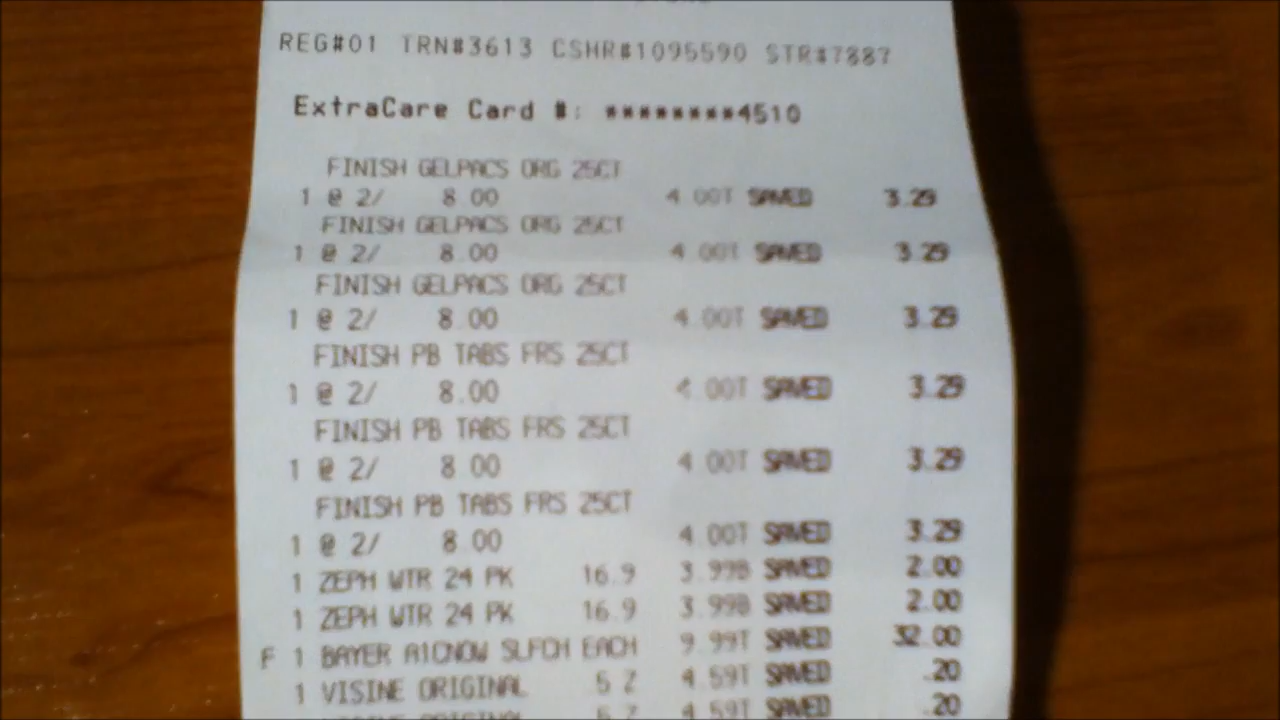 REG#01 TRN#3613 CSHR#1095590 STR#7887
ExtraCare Card #: ********4510
FINISH GELPACS ORG 25CT
1 @ 2/ 8.00 4.00T SAVED 3.29
FINISH GELPACS ORG 25CT
1 @ 2/ 8.00 4.00T SAVED 3.29
FINISH GELPACS ORG 25CT
1 @ 2/ 8.00 4.00T SAVED 3.29
FINISH PB TABS FRS 25CT
1 @ 2/ 8.00 4.00T SAVED 3.29
FINISH PB TABS FRS 25CT
1 @ 2/ 8.00 4.00T SAVED 3.29
FINISH PB TABS FRS 25CT
1 @ 2/ 8.00 4.00T SAVED 3.29
1 ZEPH WTR 24 PK 16.9 3.99B SAVED 2.00
1 ZEPH WTR 24 PK 16.9 3.99B SAVED 2.00
F 1 BAYER A1CNOW SLFCH EACH 9.99T SAVED 32.00
1 VISINE ORIGINAL .5 Z 4.59T SAVED .20
ORIGINAL .5 Z 4.59T SAVED .20